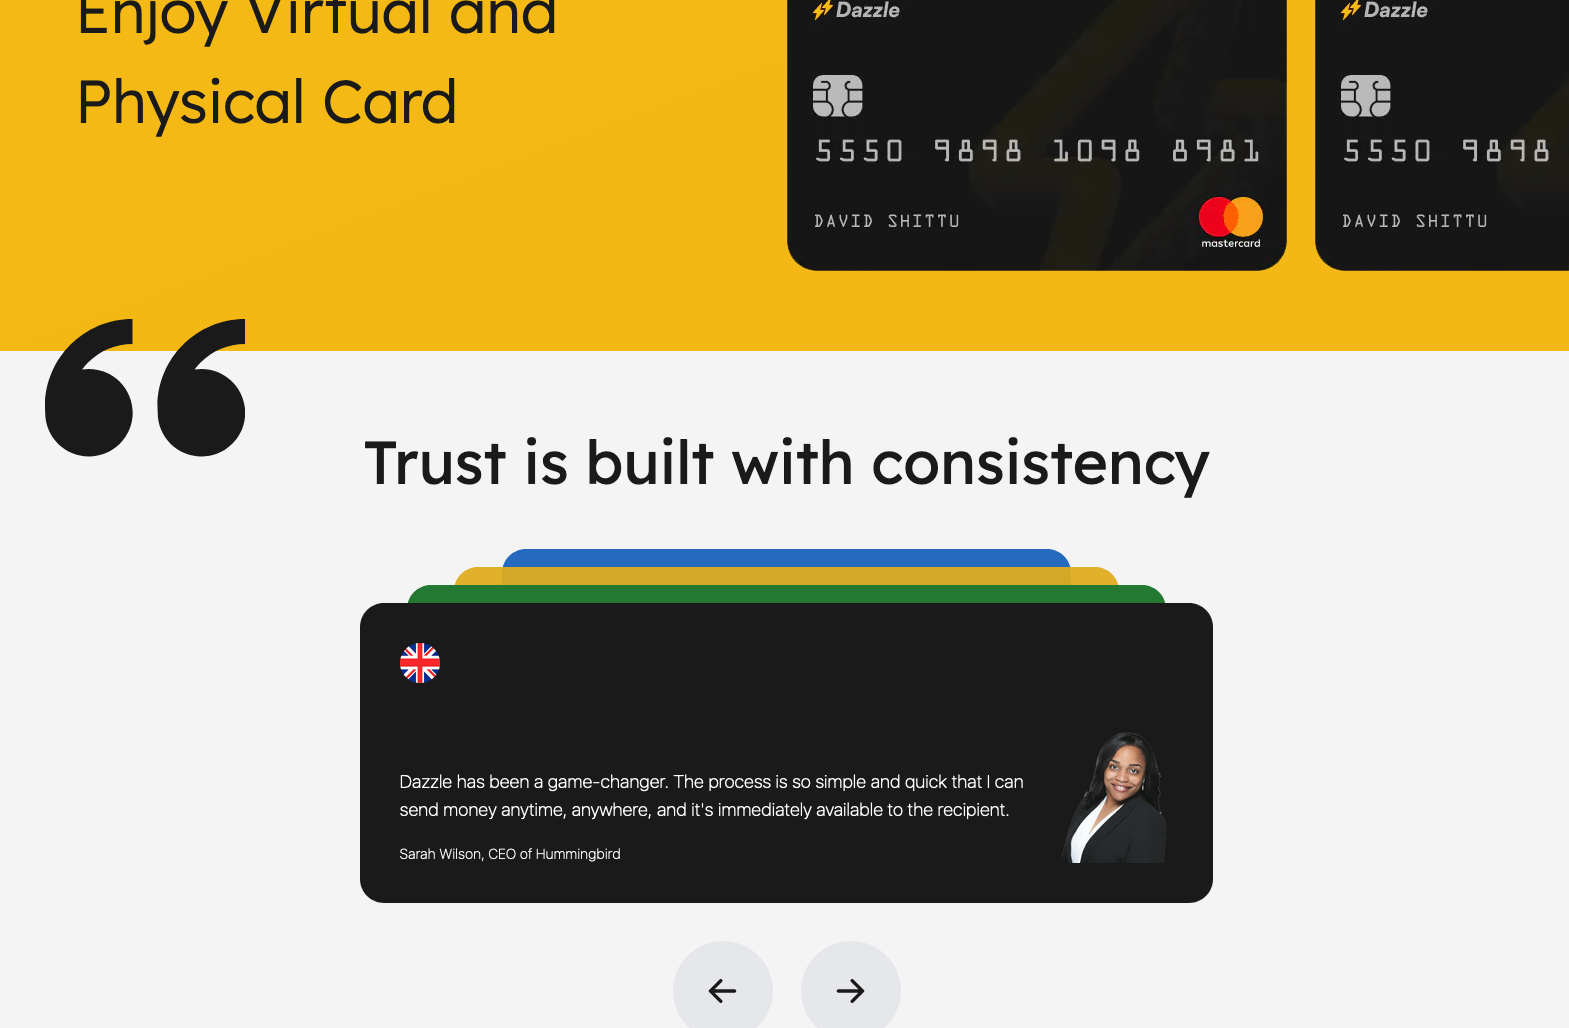 Enjoy Virtual and
Physical Card
Dazzle
5550 9898 1098 8981
DAVID SHITTU
mastercard
Dazzle
5550 9898
DAVID SHITTU
“
Trust is built with consistency
Dazzle has been a game-changer. The process is so simple and quick that I can
send money anytime, anywhere, and it's immediately available to the recipient.
Sarah Wilson, CEO of Hummingbird